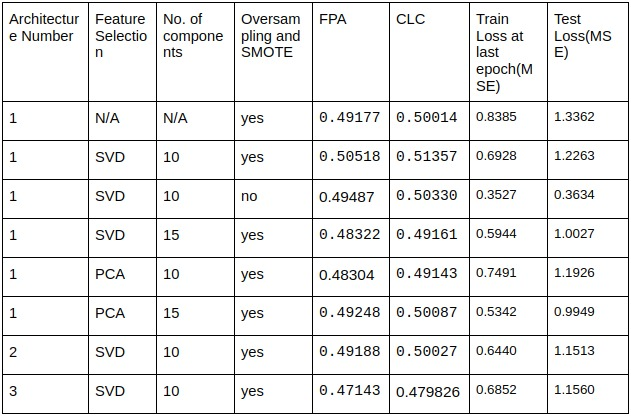 Architecture Number | Feature Selection | No. of components | Oversampling and SMOTE | FPA | CLC | Train Loss at last epoch(MSE) | Test Loss(MSE)
1 | N/A | N/A | yes | 0.49177 | 0.50014 | 0.8385 | 1.3362
1 | SVD | 10 | yes | 0.50518 | 0.51357 | 0.6928 | 1.2263
1 | SVD | 10 | no | 0.49487 | 0.50330 | 0.3527 | 0.3634
1 | SVD | 15 | yes | 0.48322 | 0.49161 | 0.5944 | 1.0027
1 | PCA | 10 | yes | 0.48304 | 0.49143 | 0.7491 | 1.1926
1 | PCA | 15 | yes | 0.49248 | 0.50087 | 0.5342 | 0.9949
2 | SVD | 10 | yes | 0.49188 | 0.50027 | 0.6440 | 1.1513
3 | SVD | 10 | yes | 0.47143 | 0.479826 | 0.6852 | 1.1560